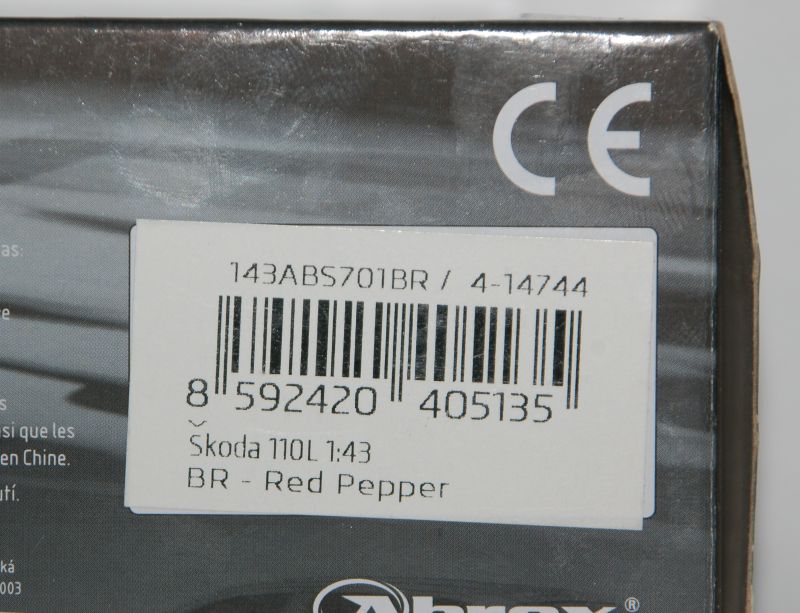 CE
as:
e
143ABS701BR / 4-14744
8 592420 405135
Škoda 110L 1:43
BR - Red Pepper
s
asi que les
en Chine.
utí.
ká
003
Abrex®